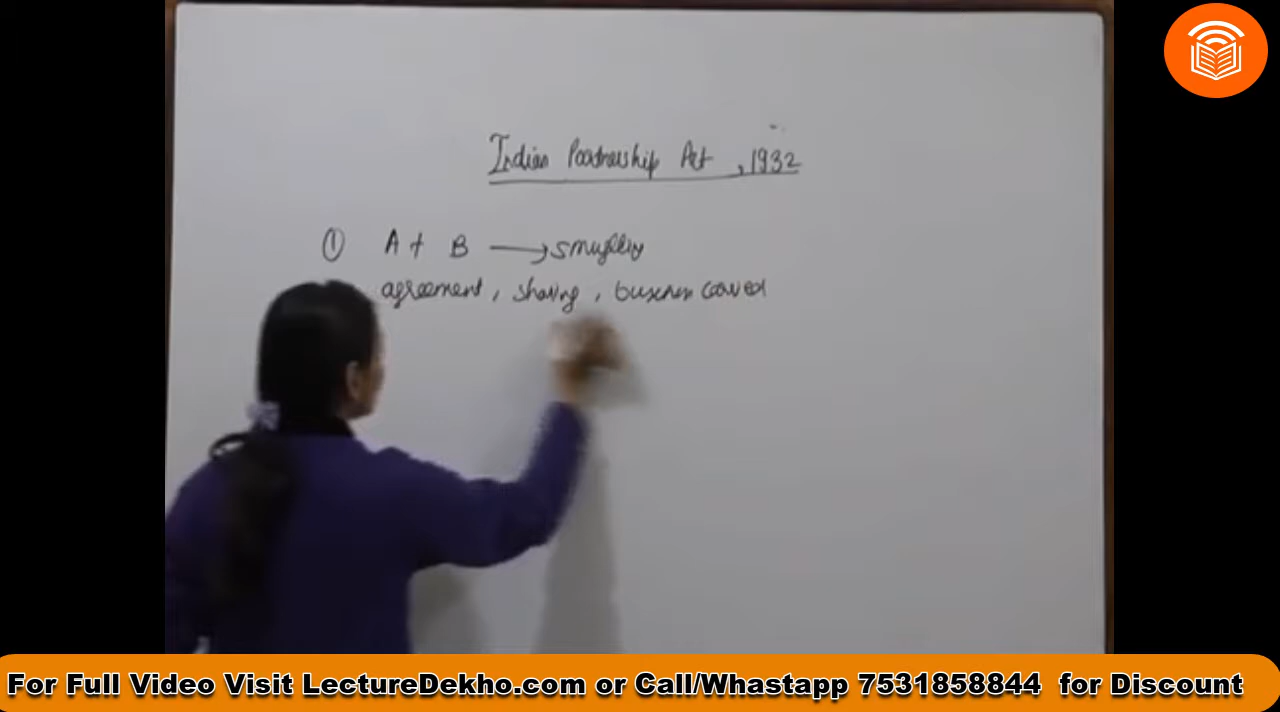 Indian Partnership Act , 1932
① A + B → smuggling
agreement, sharing, business carried
For Full Video Visit LectureDekho.com or Call/Whastapp 7531858844 for Discount